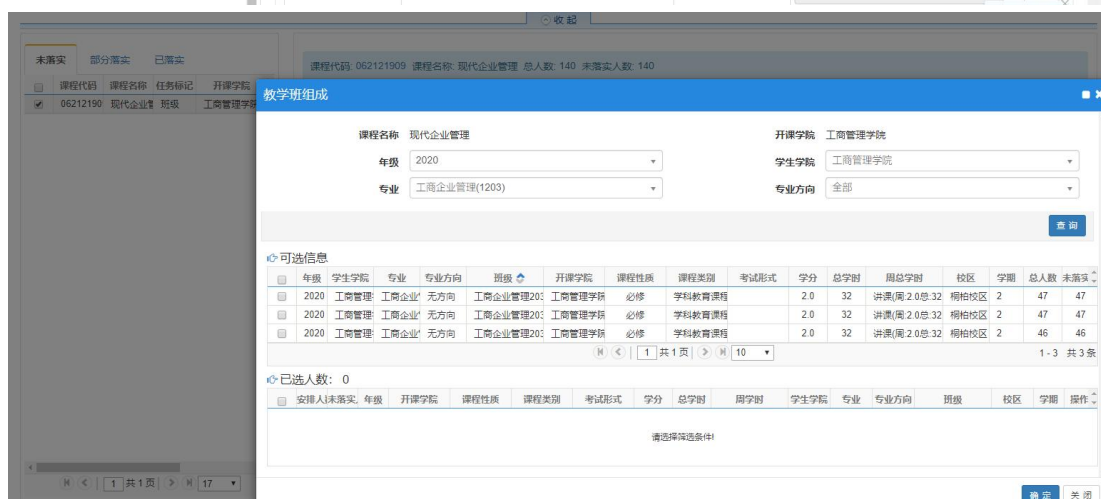 收起
未落实 部分落实 已落实
课程代码: 062121909 课程名称: 现代企业管理 总人数: 140 未落实人数: 140
课程代码 课程名称 任务标记 开课学院
06212190 现代企业管 班级 工商管理学院
教学班组成
课程名称 现代企业管理 开课学院 工商管理学院
年级 2020 学生学院 工商管理学院
专业 工商企业管理(1203) 专业方向 全部
查询
可选信息
年级 学生学院 专业 专业方向 班级 开课学院 课程性质 课程类别 考试形式 学分 总学时 周总学时 校区 学期 总人数 未落实
2020 工商管理 工商企业 无方向 工商企业管理203 工商管理学院 必修 学科教育课程 2.0 32 讲课(周:2.0总:32 桐柏校区 2 47 47
2020 工商管理 工商企业 无方向 工商企业管理203 工商管理学院 必修 学科教育课程 2.0 32 讲课(周:2.0总:32 桐柏校区 2 47 47
2020 工商管理 工商企业 无方向 工商企业管理203 工商管理学院 必修 学科教育课程 2.0 32 讲课(周:2.0总:32 桐柏校区 2 46 46
1 共1页 10 1 - 3 共3条
已选人数: 0
安排人 未落实 年级 开课学院 课程性质 课程类别 考试形式 学分 总学时 周学时 学生学院 专业 专业方向 班级 校区 学期 操作
请选择筛选条件!
1 共1页 17
确定 关闭